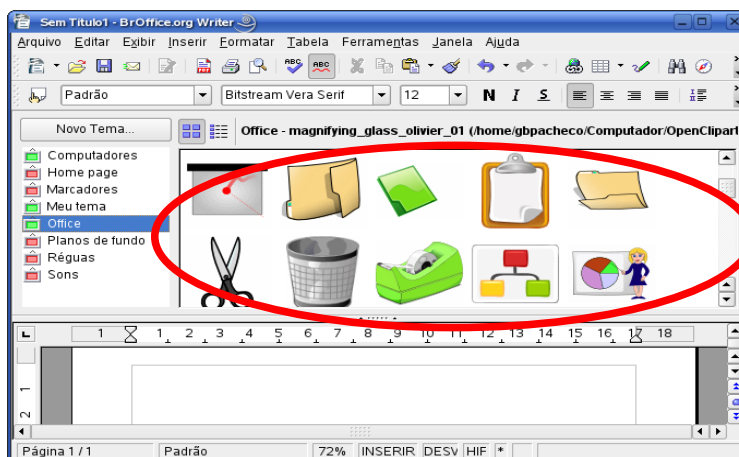 Sem Título1 - BrOffice.org Writer
Arquivo Editar Exibir Inserir Formatar Tabela Ferramentas Janela Ajuda
Padrão Bitstream Vera Serif 12 N I S
Novo Tema... Office - magnifying_glass_olivier_01 (/home/gbpacheco/Computador/OpenClipart
Computadores
Home page
Marcadores
Meu tema
Office
Planos de fundo
Réguas
Sons
1 1 2 3 4 5 6 7 8 9 10 11 12 13 14 15 16 17 18
1
2
Página 1 / 1 Padrão 72% INSERIR DESV HIF *